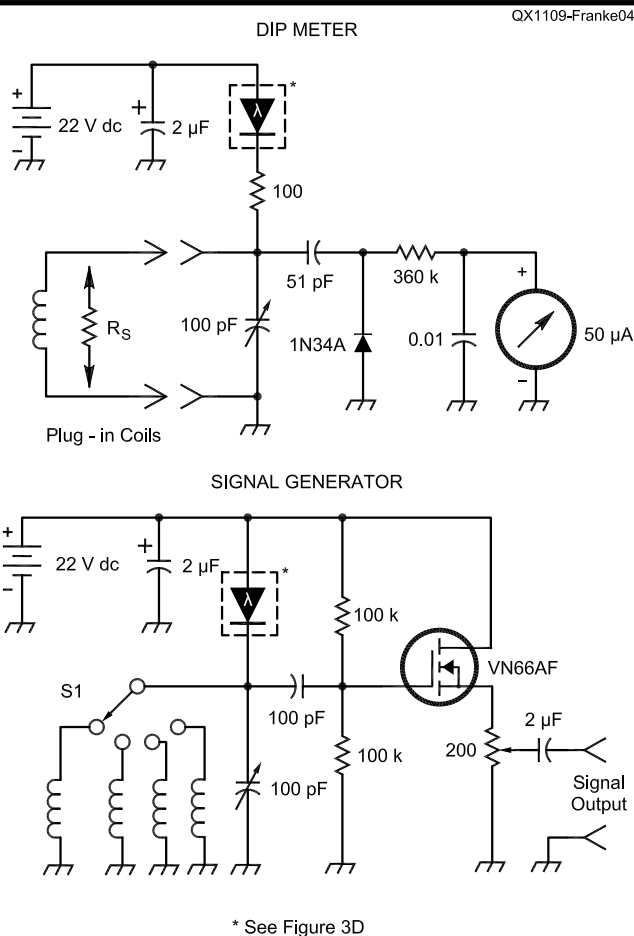 QX1109-Franke04
DIP METER
+
22 V dc
–
+
2 µF
*
λ
100
51 pF
360 k
+
RS
100 pF
1N34A
0.01
50 µA
–
Plug - in Coils
SIGNAL GENERATOR
+
22 V dc
–
+
2 µF
*
λ
100 k
VN66AF
S1
100 pF
2 µF
200
100 k
100 pF
Signal
Output
* See Figure 3D